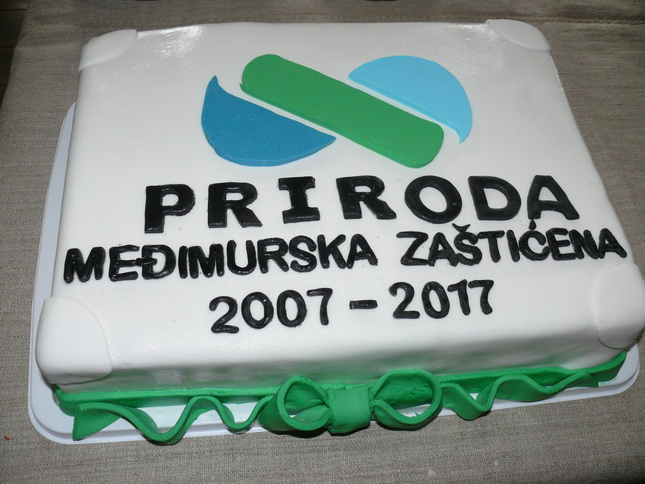 PRIRODA
MEĐIMURSKA ZAŠTIĆENA
2007-2017